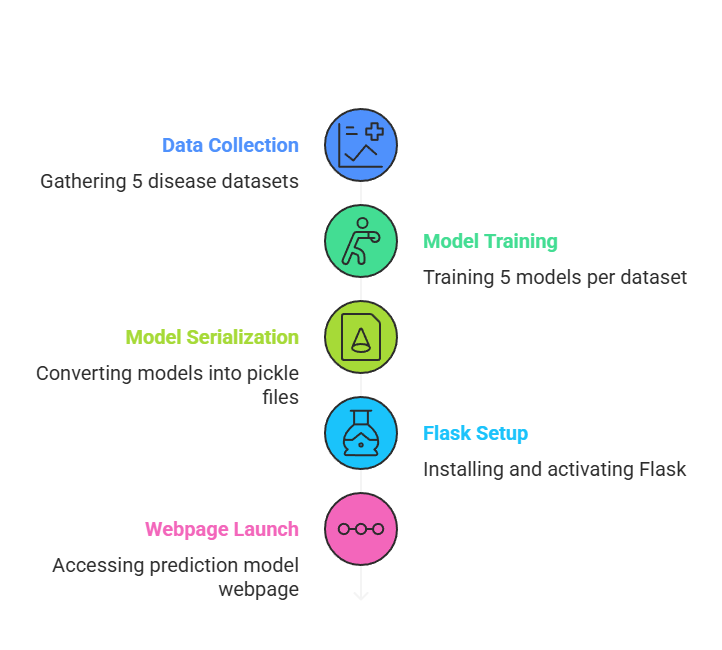 Data Collection
Gathering 5 disease datasets
Model Training
Training 5 models per dataset
Model Serialization
Converting models into pickle
files
Flask Setup
Installing and activating Flask
Webpage Launch
Accessing prediction model
webpage